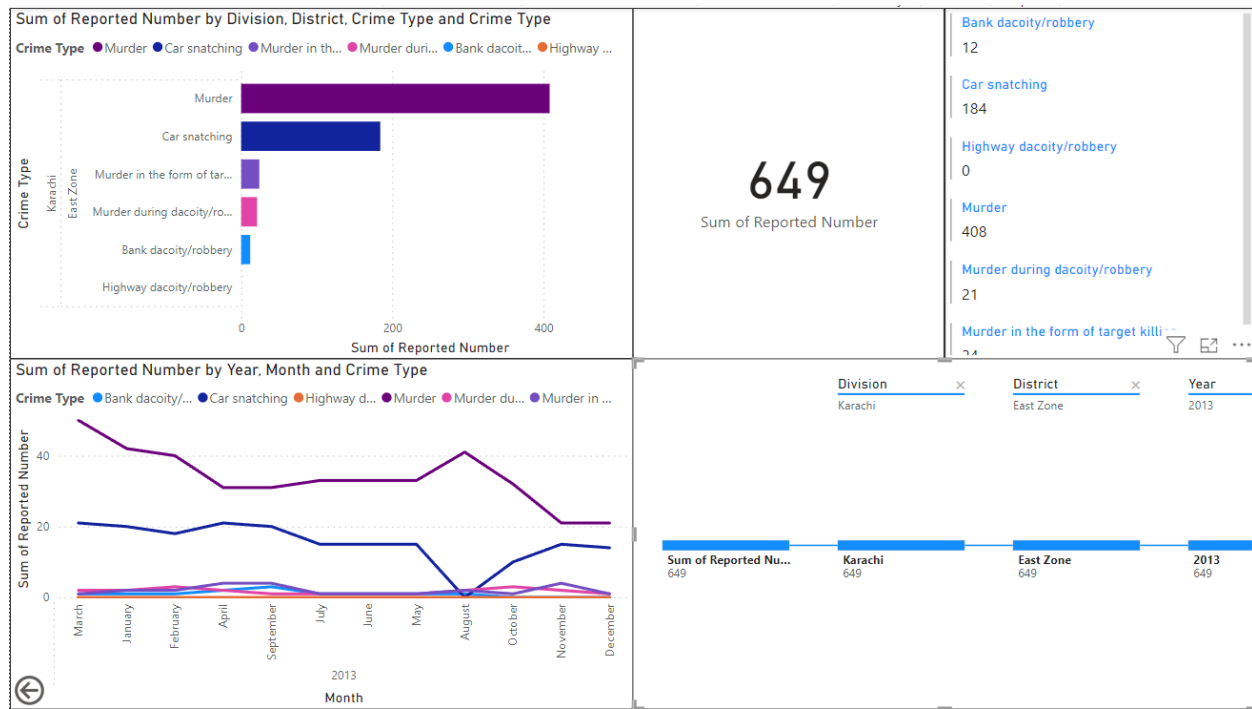 Sum of Reported Number by Division, District, Crime Type and Crime Type
Crime Type Murder Car snatching Murder in th... Murder duri... Bank dacoit... Highway ...
Crime Type
Karachi
East Zone
Murder
Car snatching
Murder in the form of tar...
Murder during dacoity/ro...
Bank dacoity/robbery
Highway dacoity/robbery
0 200 400
Sum of Reported Number
649
Sum of Reported Number
Bank dacoity/robbery
12
Car snatching
184
Highway dacoity/robbery
0
Murder
408
Murder during dacoity/robbery
21
Murder in the form of target killi
24
Sum of Reported Number by Year, Month and Crime Type
Crime Type Bank dacoity/... Car snatching Highway d... Murder Murder du... Murder in ...
Sum of Reported Number
40
20
0
March January February April September July June May August October November December
2013
Month
Division District Year
Karachi East Zone 2013
Sum of Reported Nu... Karachi East Zone 2013
649 649 649 649